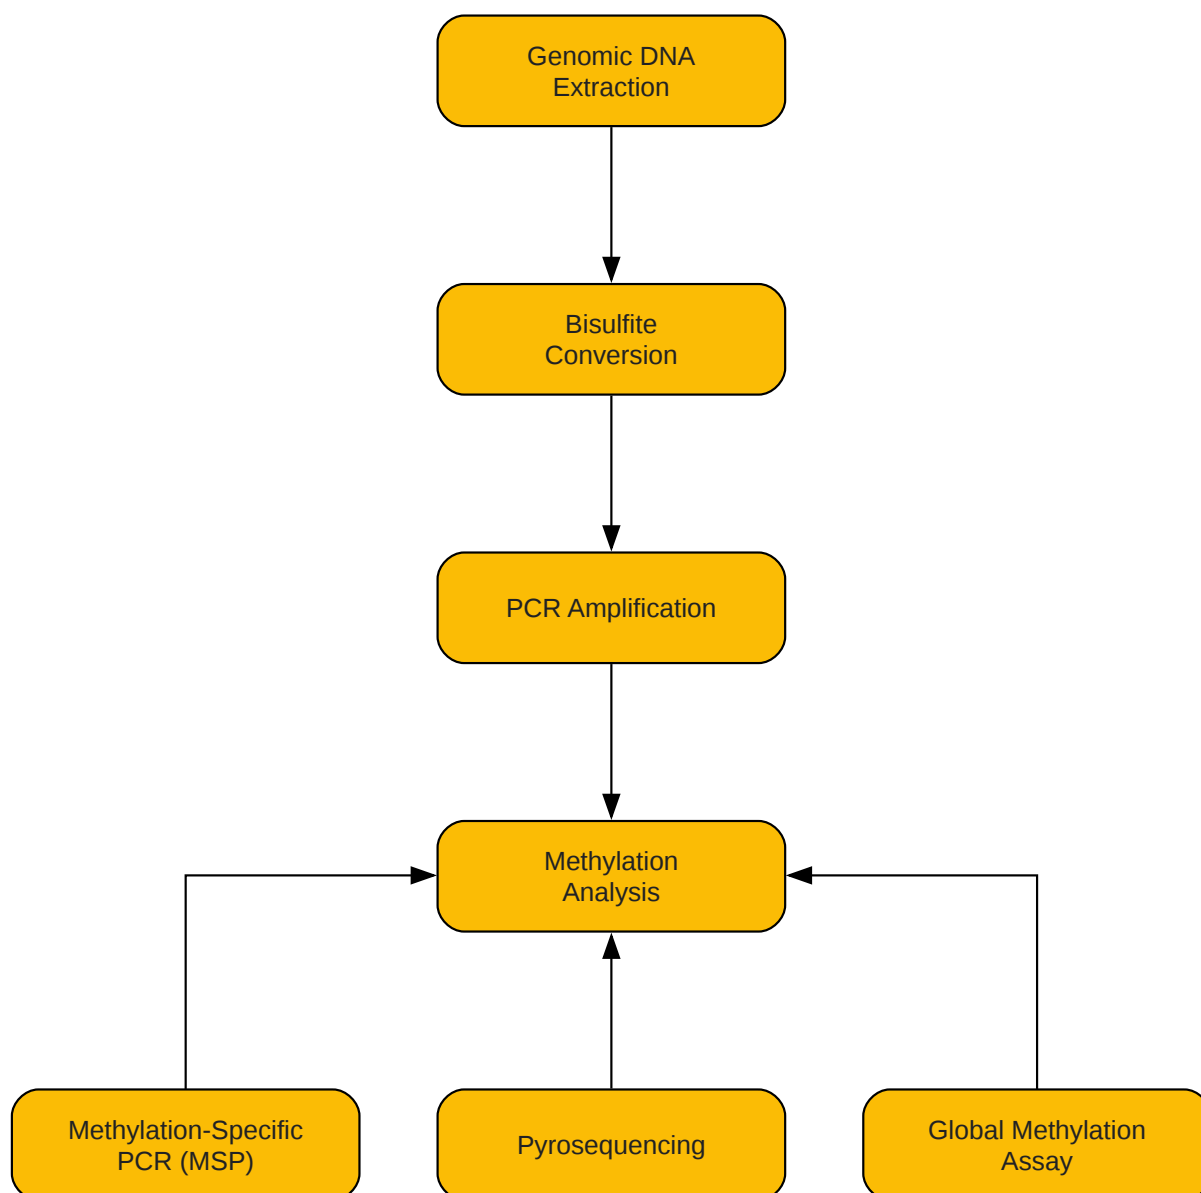 Genomic DNA
Extraction
Bisulfite
Conversion
PCR Amplification
Methylation
Analysis
Methylation-Specific
PCR (MSP)
Pyrosequencing
Global Methylation
Assay